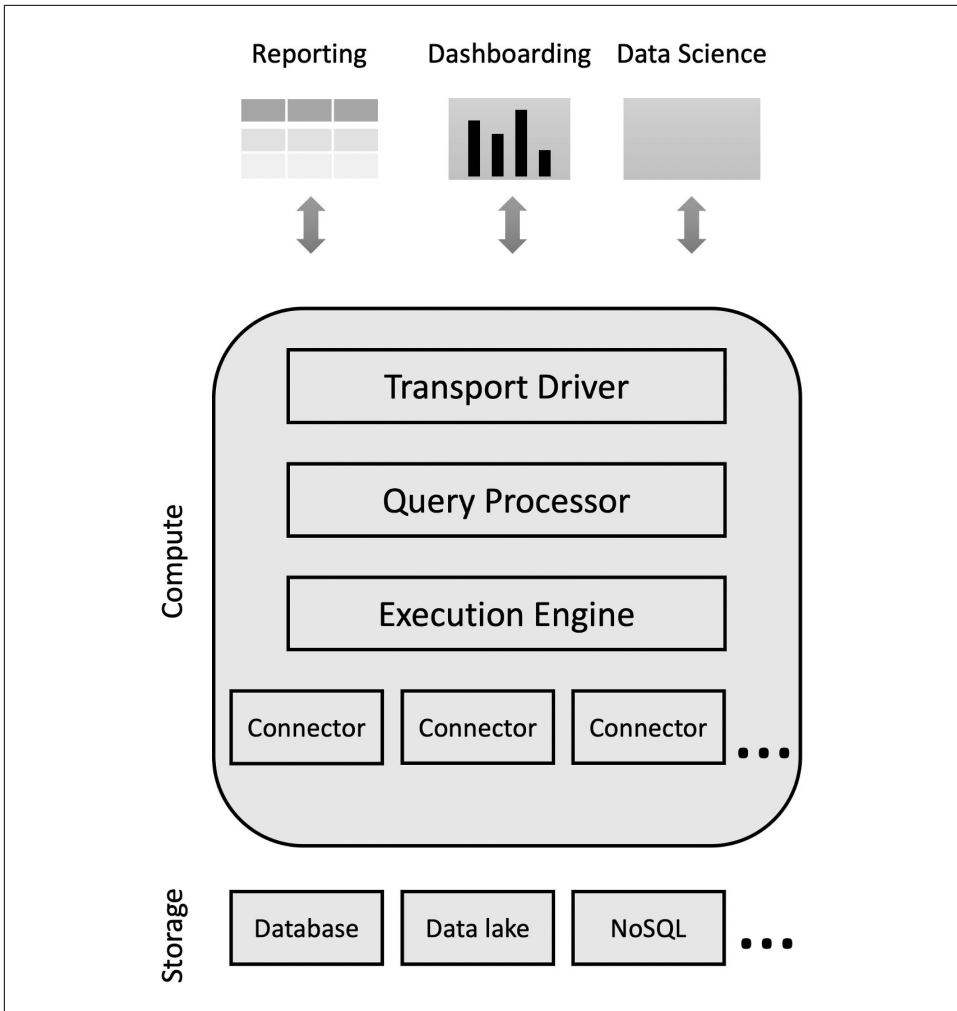 Reporting
Dashboarding
Data Science
Transport Driver
Query Processor
Execution Engine
Connector
Connector
Connector
...
Compute
Database
Data lake
NoSQL
...
Storage